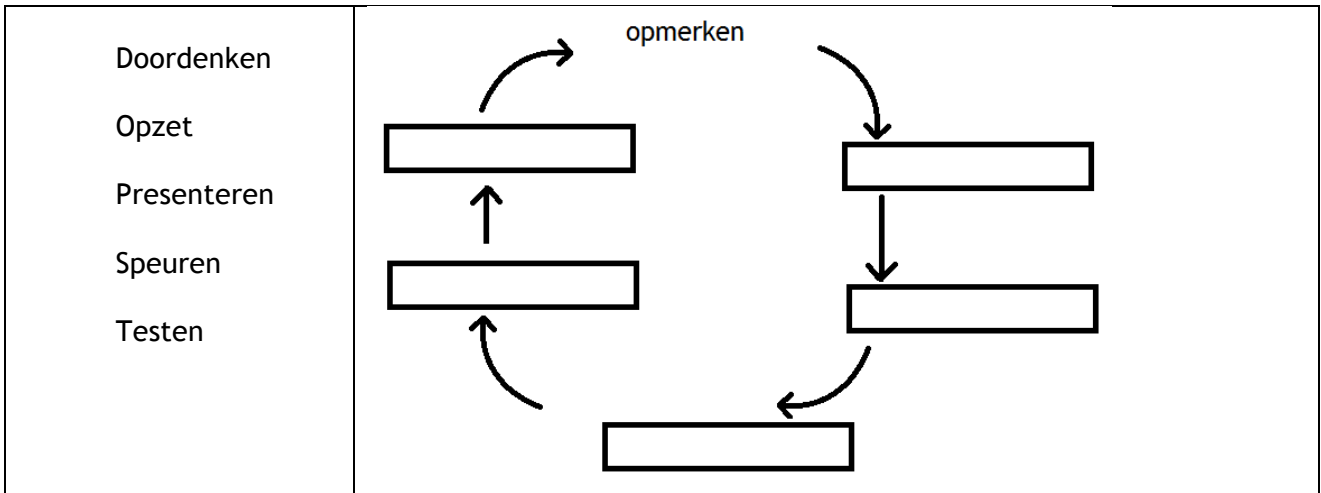 Doordenken
Opzet
Presenteren
Speuren
Testen
opmerken